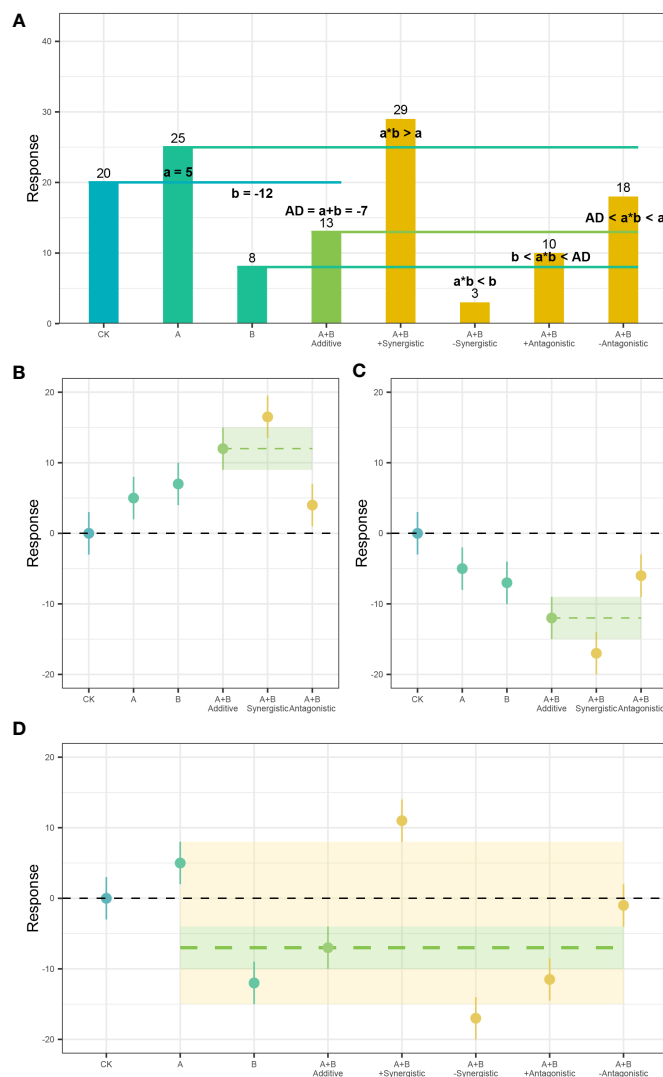 A
Response
40
30
20
10
0
20
25
a = 5
b = -12
8
AD = a+b = -7
13
29
a*b > a
a*b < b
3
10
b < a*b < AD
18
AD < a*b < a
CK
A
B
A+B
Additive
A+B
+Synergistic
A+B
-Synergistic
A+B
+Antagonistic
A+B
-Antagonistic
B
Response
20
10
0
-10
-20
CK
A
B
A+B
Additive
A+B
Synergistic
A+B
Antagonistic
C
Response
20
10
0
-10
-20
CK
A
B
A+B
Additive
A+B
Synergistic
A+B
Antagonistic
D
Response
20
10
0
-10
-20
CK
A
B
A+B
Additive
A+B
+Synergistic
A+B
-Synergistic
A+B
+Antagonistic
A+B
-Antagonistic